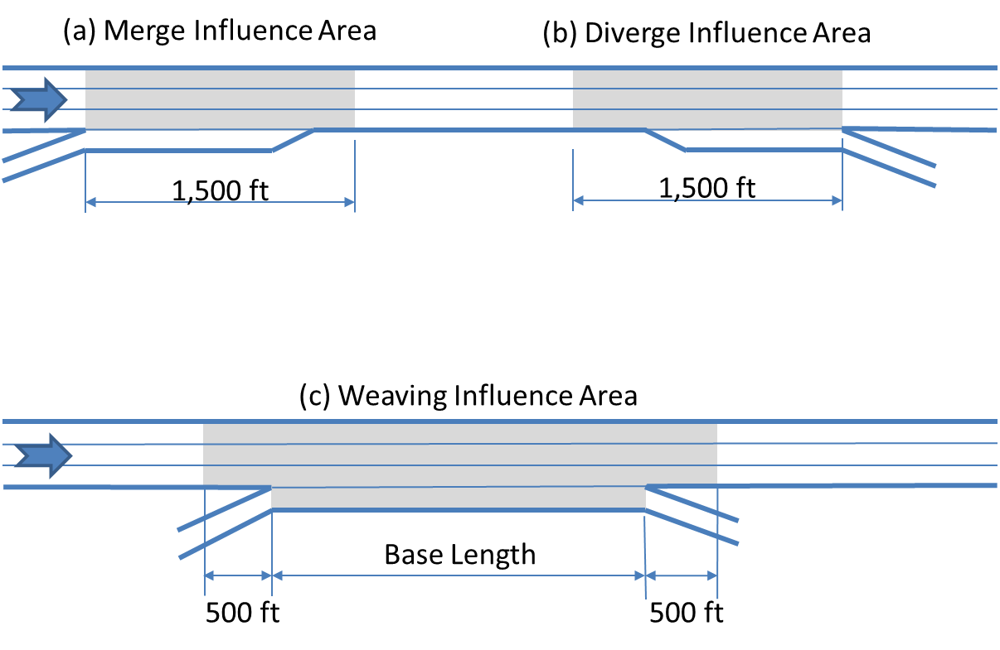 (a) Merge Influence Area
(b) Diverge Influence Area
1,500 ft
1,500 ft
(c) Weaving Influence Area
Base Length
500 ft
500 ft